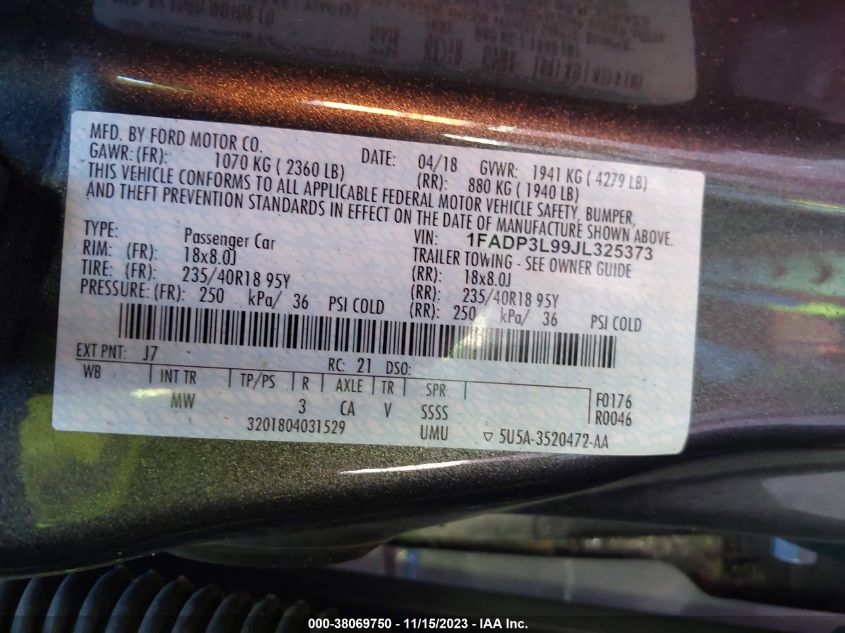 MFD. BY FORD MOTOR CO.
DATE: 04/18 GVWR: 1941 KG ( 4279 LB)
GAWR: (FR): 1070 KG ( 2360 LB) (RR): 880 KG ( 1940 LB)
THIS VEHICLE CONFORMS TO ALL APPLICABLE FEDERAL MOTOR VEHICLE SAFETY, BUMPER,
AND THEFT PREVENTION STANDARDS IN EFFECT ON THE DATE OF MANUFACTURE SHOWN ABOVE.
VIN: 1FADP3L99JL325373
TYPE: Passenger Car TRAILER TOWING - SEE OWNER GUIDE
RIM: (FR): 18x8.0J (RR): 18x8.0J
TIRE: (FR): 235/40R18 95Y (RR): 235/40R18 95Y
PRESSURE: (FR): 250 kPa/ 36 PSI COLD (RR): 250 kPa/ 36 PSI COLD
EXT PNT: J7 RC: 21 DSO:
WB INT TR TP/PS R AXLE TR SPR F0176
MW 3 CA V SSSS R0046
3201804031529 UMU ▽ 5U5A-3520472-AA
000-38069750 - 11/15/2023 - IAA Inc.